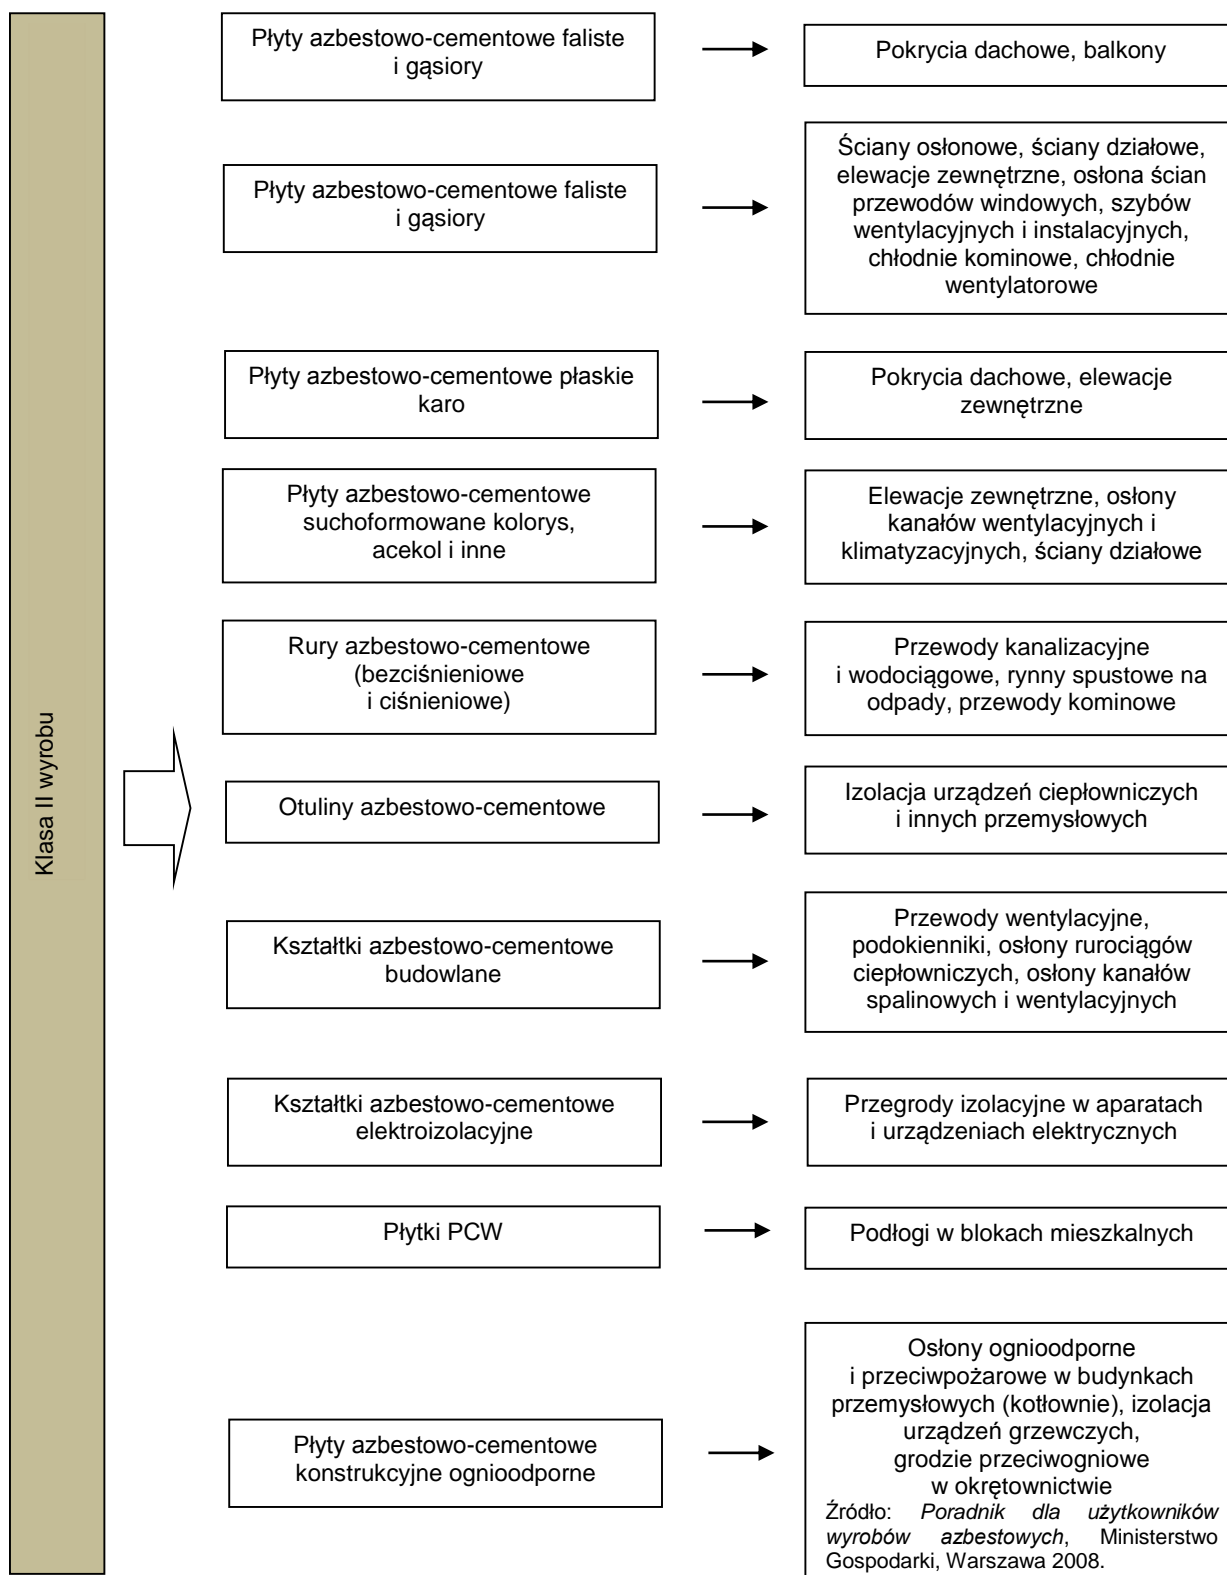 Klasa II wyrobu
Płyty azbestowo-cementowe faliste
i gąsiory
Pokrycia dachowe, balkony
Płyty azbestowo-cementowe faliste
i gąsiory
Ściany osłonowe, ściany działowe,
elewacje zewnętrzne, osłona ścian
przewodów windowych, szybów
wentylacyjnych i instalacyjnych,
chłodnie kominowe, chłodnie
wentylatorowe
Płyty azbestowo-cementowe płaskie
karo
Pokrycia dachowe, elewacje
zewnętrzne
Płyty azbestowo-cementowe
suchoformowane kolorys,
acekol i inne
Elewacje zewnętrzne, osłony
kanałów wentylacyjnych i
klimatyzacyjnych, ściany działowe
Rury azbestowo-cementowe
(bezciśnieniowe
i ciśnieniowe)
Przewody kanalizacyjne
i wodociągowe, rynny spustowe na
odpady, przewody kominowe
Otuliny azbestowo-cementowe
Izolacja urządzeń ciepłowniczych
i innych przemysłowych
Kształtki azbestowo-cementowe
budowlane
Przewody wentylacyjne,
podokienniki, osłony rurociągów
ciepłowniczych, osłony kanałów
spalinowych i wentylacyjnych
Kształtki azbestowo-cementowe
elektroizolacyjne
Przegrody izolacyjne w aparatach
i urządzeniach elektrycznych
Płytki PCW
Podłogi w blokach mieszkalnych
Płyty azbestowo-cementowe
konstrukcyjne ognioodporne
Osłony ognioodporne
i przeciwpożarowe w budynkach
przemysłowych (kotłownie), izolacja
urządzeń grzewczych,
grodzie przeciwogniowe
w okrętownictwie
Źródło: Poradnik dla użytkowników
wyrobów azbestowych, Ministerstwo
Gospodarki, Warszawa 2008.